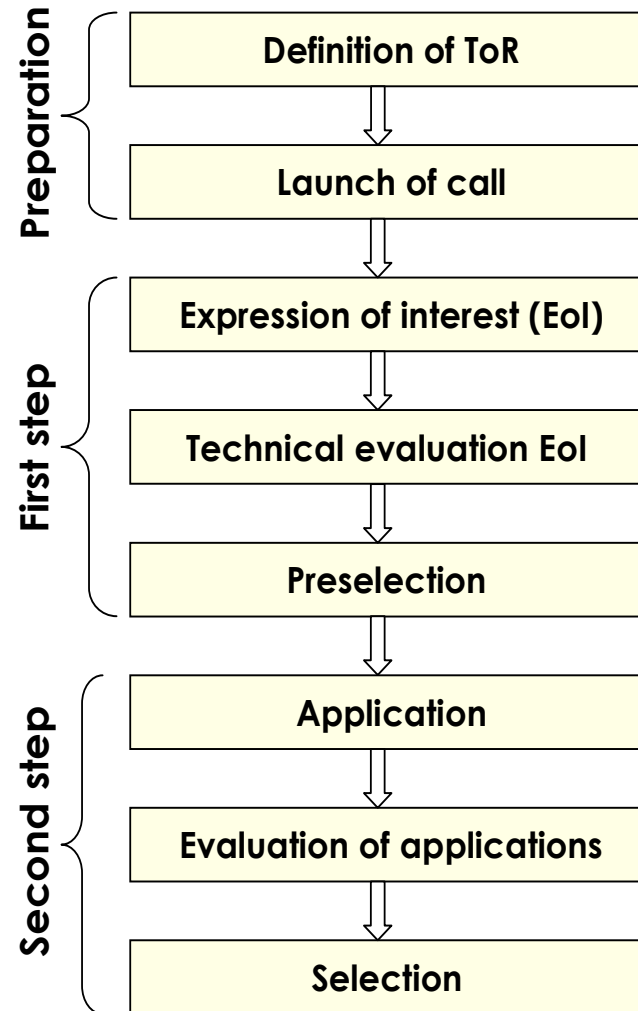 Preparation
Definition of ToR
Launch of call
First step
Expression of interest (EoI)
Technical evaluation EoI
Preselection
Second step
Application
Evaluation of applications
Selection